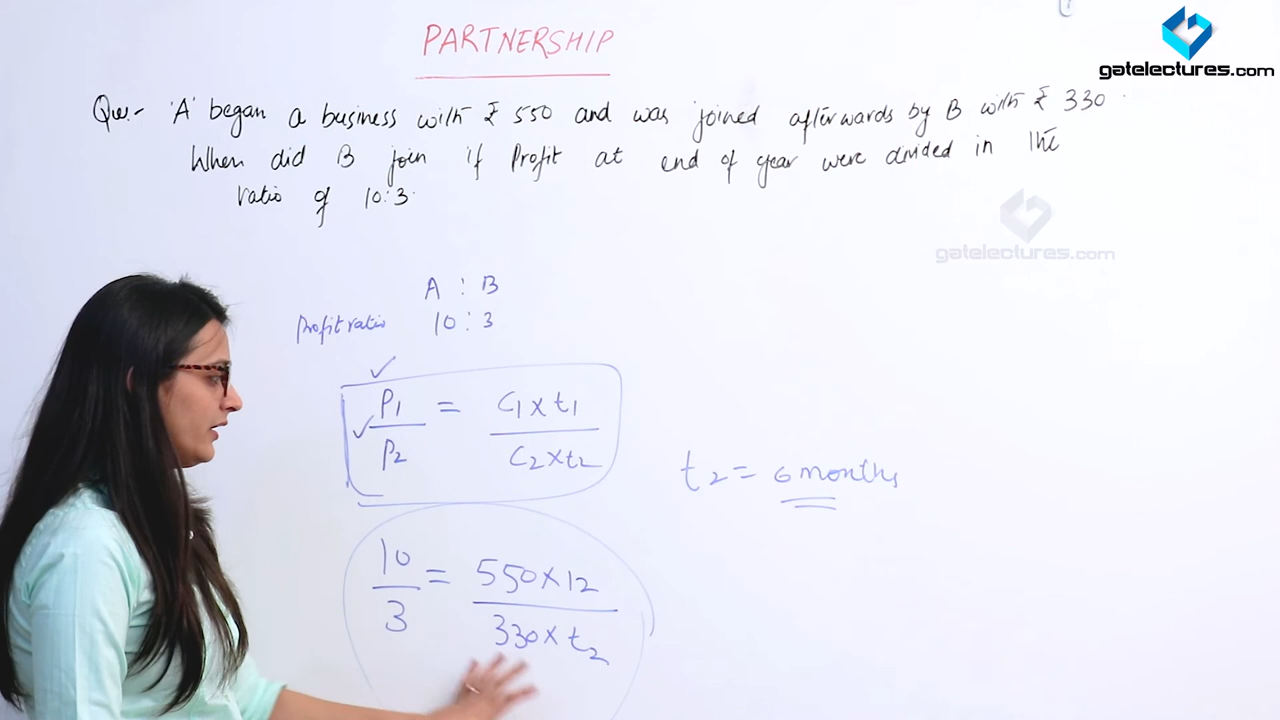 PARTNERSHIP
gatelectures.com
Que:- 'A' began a business with ₹ 550 and was joined afterwards by B with ₹ 330.
When did B join if Profit at end of year were divided in the
ratio of 10:3.
gatelectures.com
A : B
Profit ratio 10 : 3
P1 / P2 = C1 x t1 / C2 x t2
t2 = 6 months
10 / 3 = 550 x 12 / 330 x t2